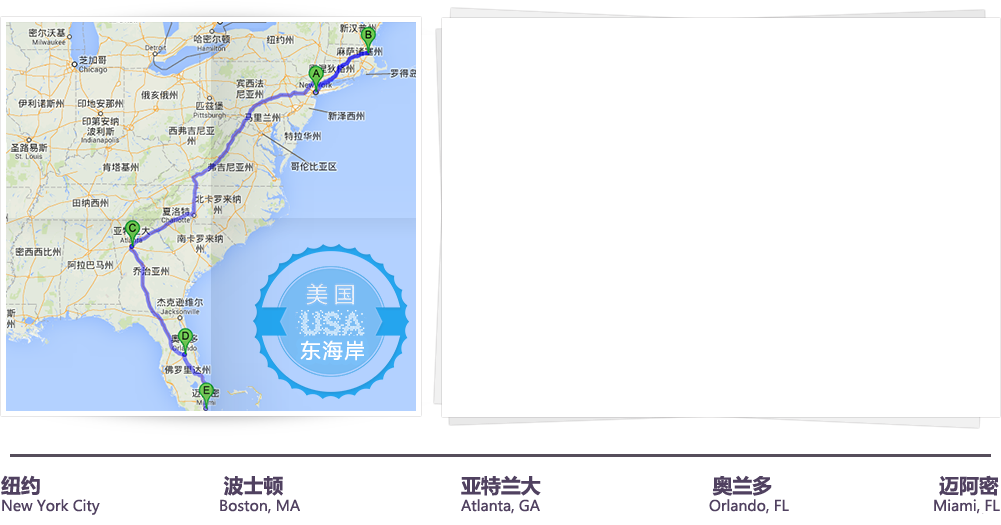 新汉普
B
密尔沃基
Milwaukee
哈密尔顿
Hamilton
纽约州
麻萨诸塞州
Detroit
芝加哥
Chicago
A
罗得岛
New York
宾西法
尼亚州
俄亥俄州
伊利诺斯州
印地安那州
匹兹堡
Pittsburgh
新泽西州
马里兰州
印第安纳
波利斯
Indianapolis
西弗吉尼亚
州
特拉华州
圣路易斯
St. Louis
哥伦比亚区
肯塔基州
弗吉尼亚州
田纳西州
北卡罗来纳
州
夏洛特
Charlotte
C
亚特兰大
Atlanta
南卡罗来纳
州
密西西比州
阿拉巴马州
乔治亚州
美国
USA
东海岸
杰克逊维尔
Jacksonville
斯
州
D
奥兰多
Orlando
佛罗里达州
E
迈阿密
Miami
纽约 波士顿 亚特兰大 奥兰多 迈阿密
New York City Boston, MA Atlanta, GA Orlando, FL Miami, FL